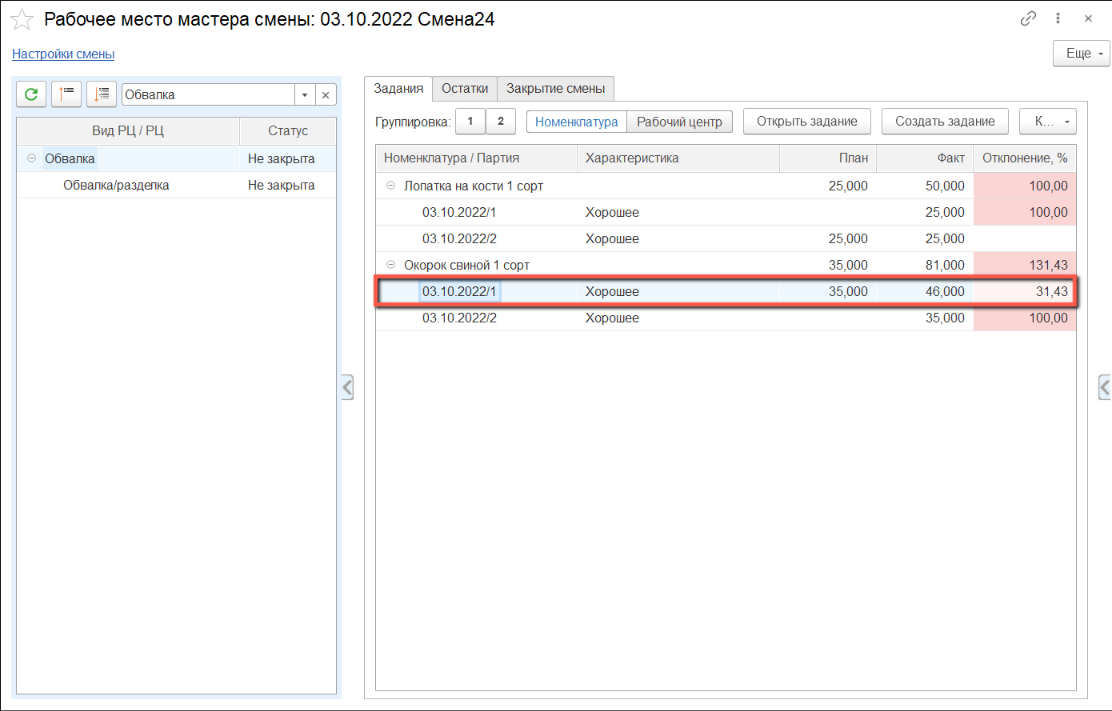 Рабочее место мастера смены: 03.10.2022 Смена24
Настройки смены
Еще
Обвалка
Вид РЦ / РЦ Статус
Обвалка Не закрыта
Обвалка/разделка Не закрыта
Задания Остатки Закрытие смены
Группировка: 1 2 Номенклатура Рабочий центр Открыть задание Создать задание К...
Номенклатура / Партия Характеристика План Факт Отклонение, %
Лопатка на кости 1 сорт 25,000 50,000 100,00
03.10.2022/1 Хорошее 25,000 100,00
03.10.2022/2 Хорошее 25,000 25,000
Окорок свиной 1 сорт 35,000 81,000 131,43
03.10.2022/1 Хорошее 35,000 46,000 31,43
03.10.2022/2 Хорошее 35,000 100,00